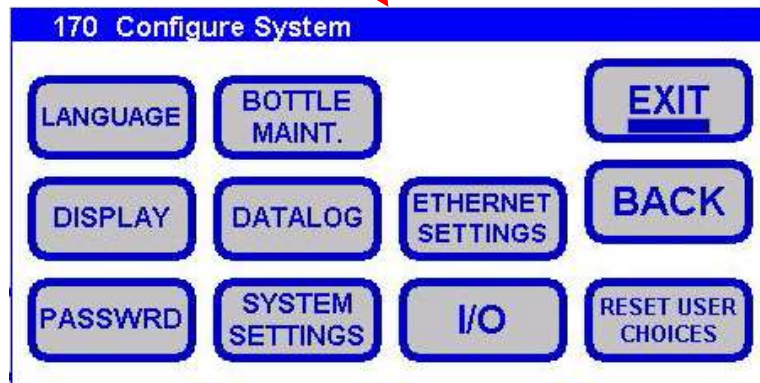 170 Configure System
LANGUAGE
BOTTLE
MAINT.
EXIT
DISPLAY
DATALOG
ETHERNET
SETTINGS
BACK
PASSWRD
SYSTEM
SETTINGS
I/O
RESET USER
CHOICES